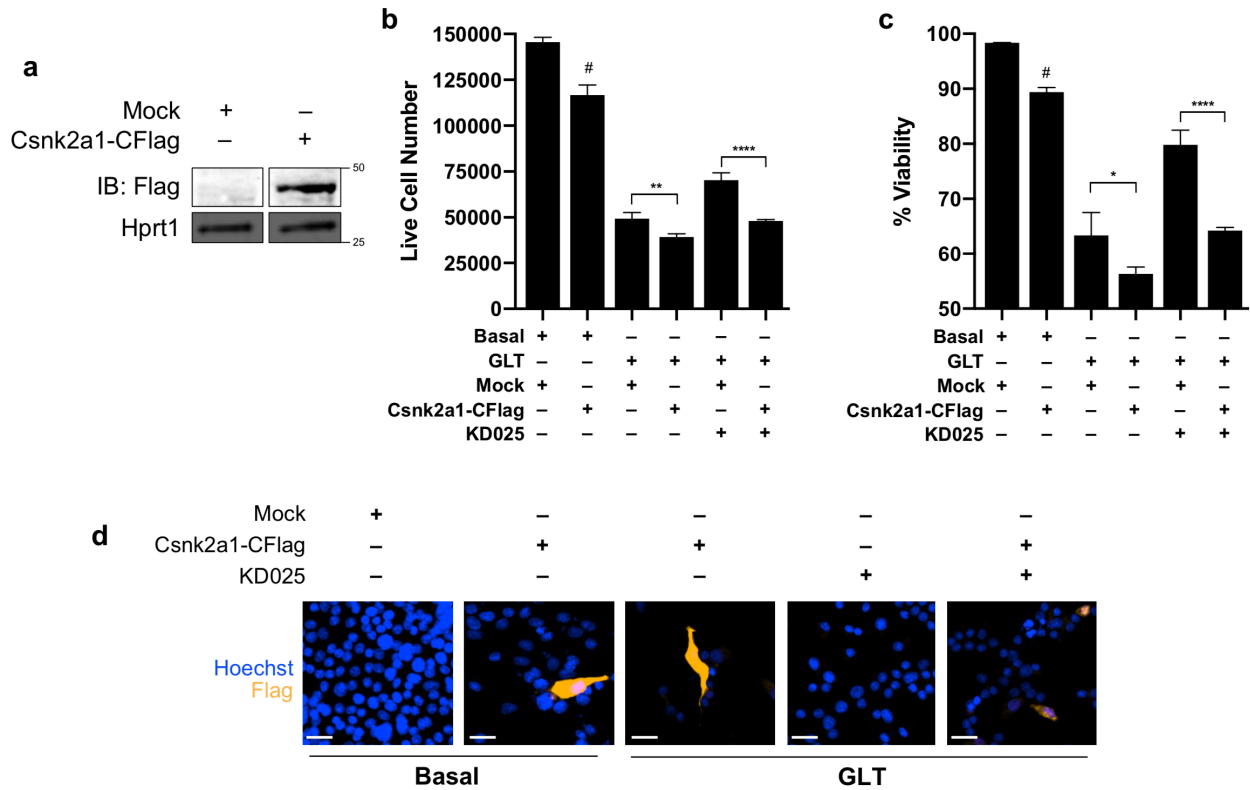 a
Mock + –
Csnk2a1-CFlag – +
IB: Flag
50
Hprt1
25
b
Live Cell Number
150000
125000
100000
75000
50000
25000
0
#
**
****
Basal + + – – – –
GLT – – + + + +
Mock + – + – + –
Csnk2a1-CFlag – + – + – +
KD025 – – – – + +
c
% Viability
100
90
80
70
60
50
#
*
****
Basal + + – – – –
GLT – – + + + +
Mock + – + – + –
Csnk2a1-CFlag – + – + – +
KD025 – – – – + +
d
Mock + – – – –
Csnk2a1-CFlag – + + – +
KD025 – – – + +
Hoechst
Flag
Basal
GLT